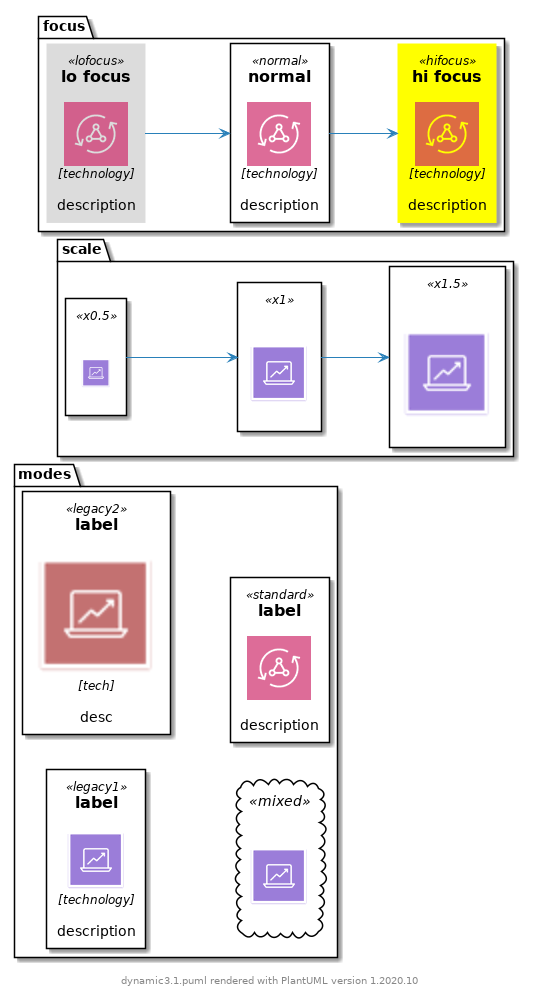 focus
«lofocus»
lo focus
[technology]
description
«normal»
normal
[technology]
description
«hifocus»
hi focus
[technology]
description
scale
«x0.5»
«x1»
«x1.5»
modes
«legacy2»
label
[tech]
desc
«standard»
label
description
«legacy1»
label
[technology]
description
«mixed»
dynamic3.1.puml rendered with PlantUML version 1.2020.10